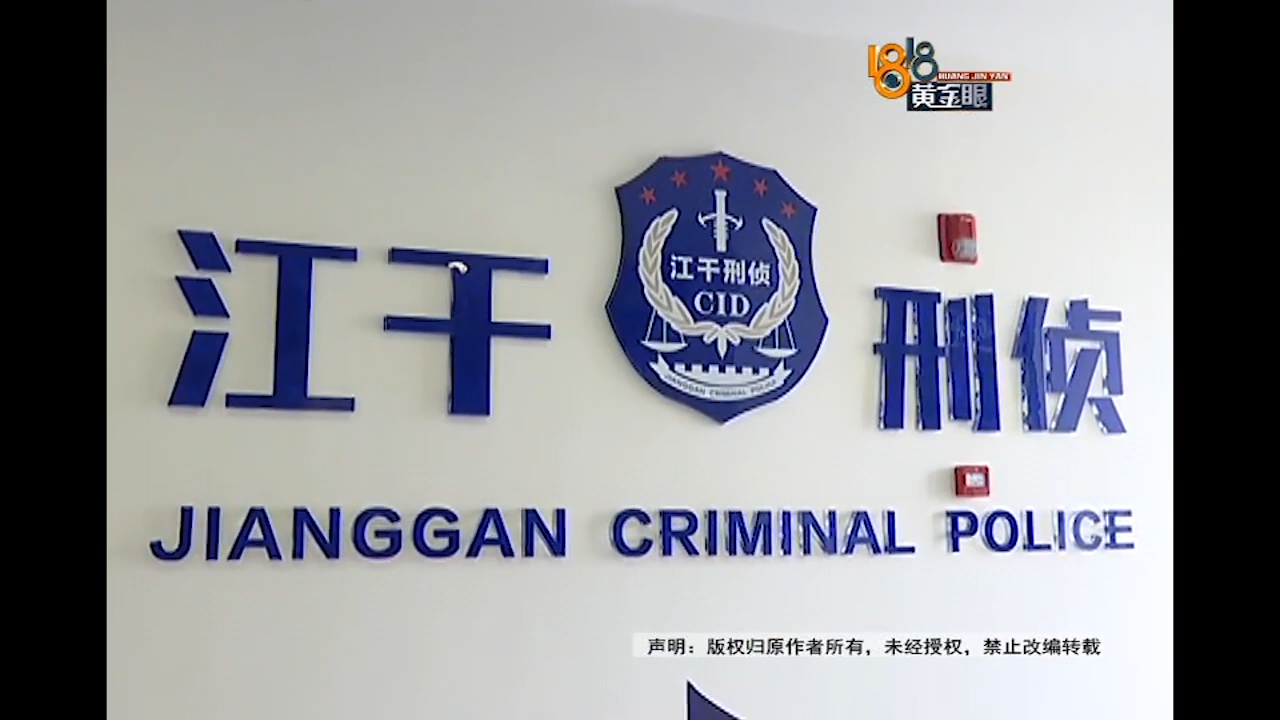 1818
HUANG JIN YAN
黄金眼
江干刑侦
江干刑侦
CID
JIANGGAN CRIMINAL POLICE
JIANGGAN CRIMINAL POLICE
声明：版权归原作者所有，未经授权，禁止改编转载